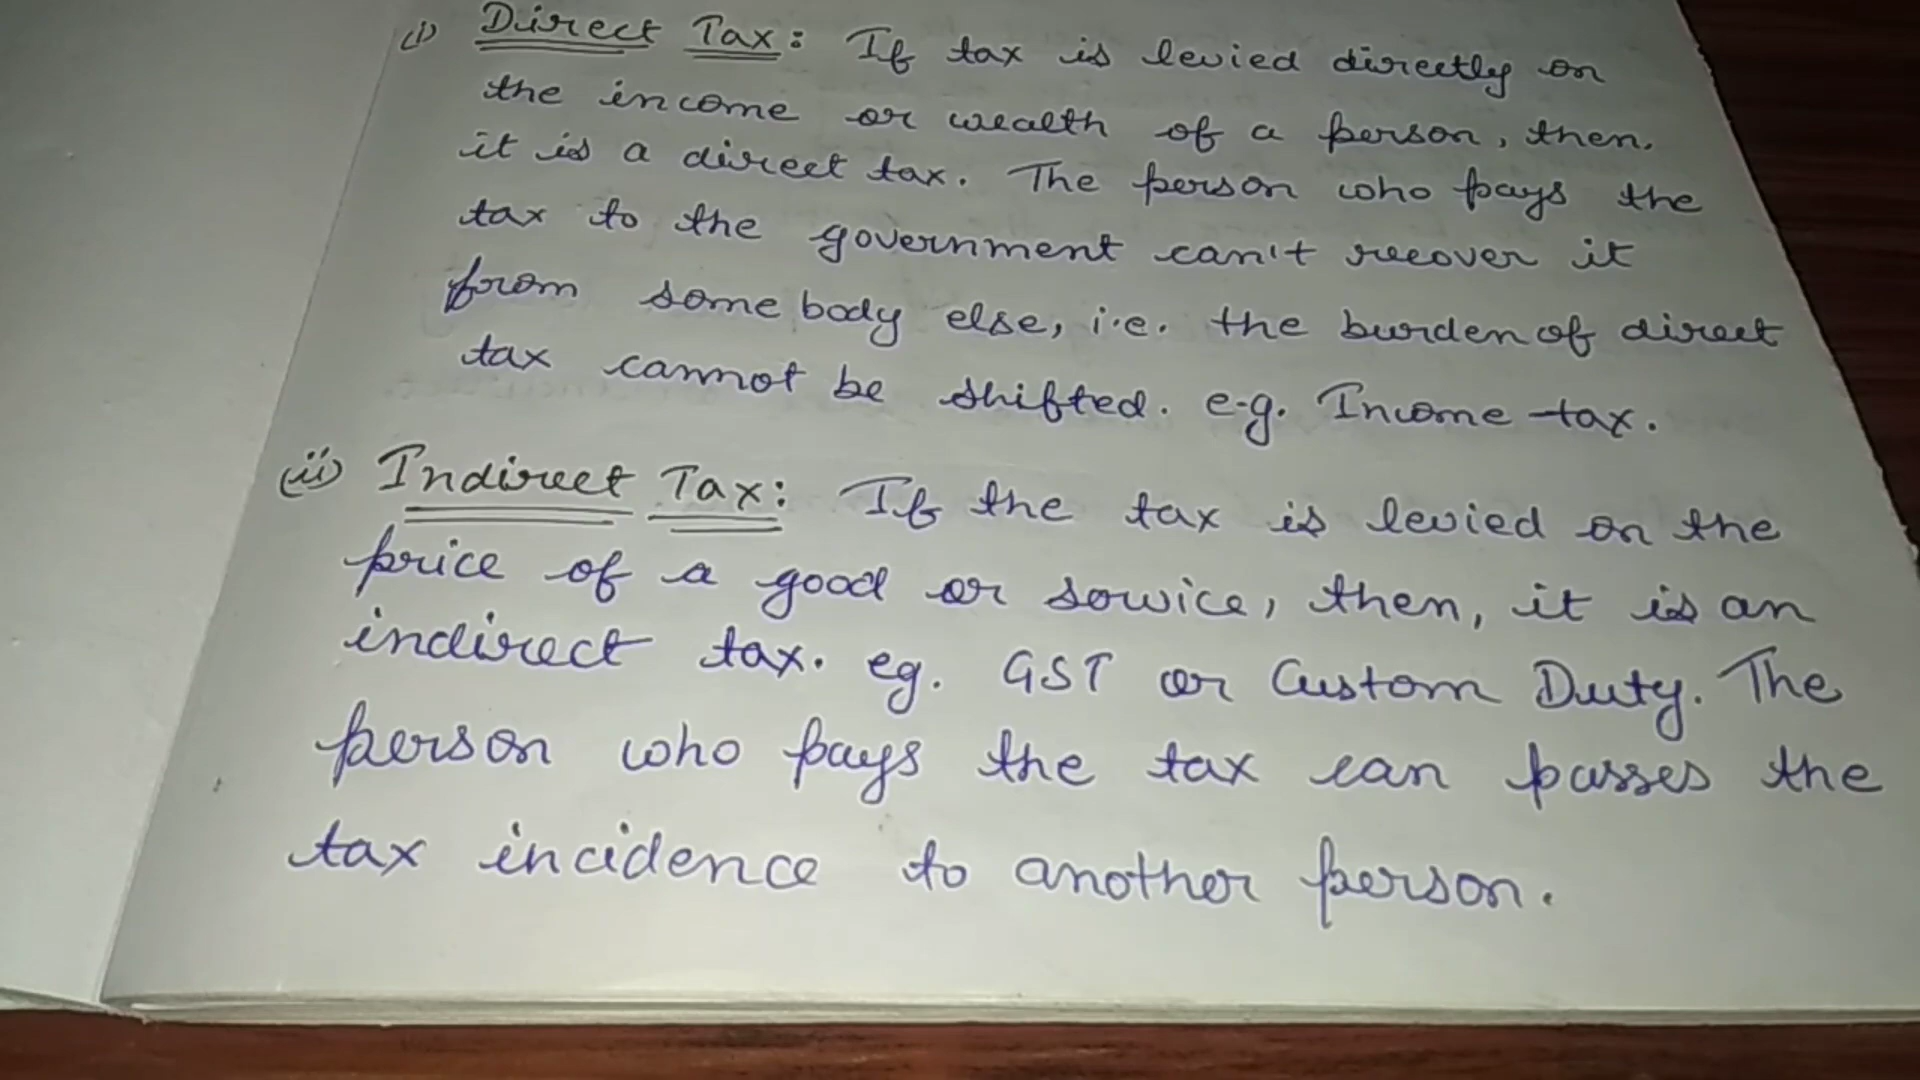 (i) Direct Tax: If tax is levied directly on
the income or wealth of a person, then,
it is a direct tax. The person who pays the
tax to the government can't recover it
from some body else, i.e. the burden of direct
tax cannot be shifted. e.g. Income tax.
(ii) Indirect Tax: If the tax is levied on the
price of a good or service, then, it is an
indirect tax. eg. GST or Custom Duty. The
person who pays the tax can passes the
tax incidence to another person.